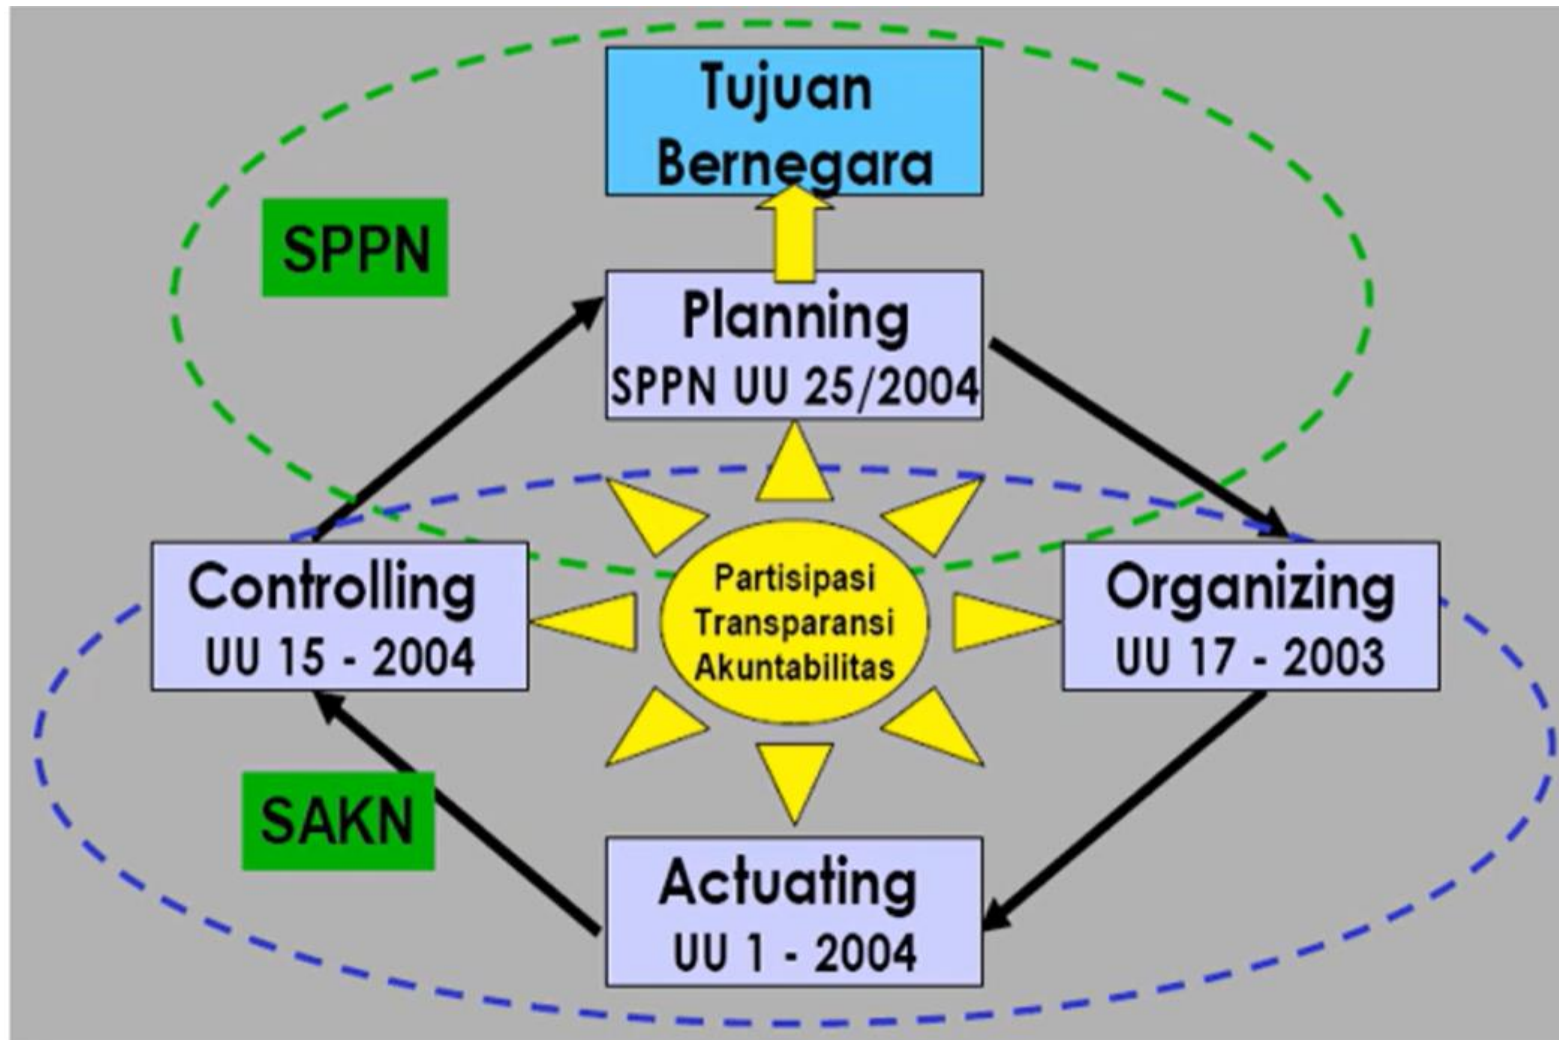 Tujuan
Bernegara
SPPN
Planning
SPPN UU 25/2004
Controlling
UU 15 - 2004
Partisipasi
Transparansi
Akuntabilitas
Organizing
UU 17 - 2003
SAKN
Actuating
UU 1 - 2004